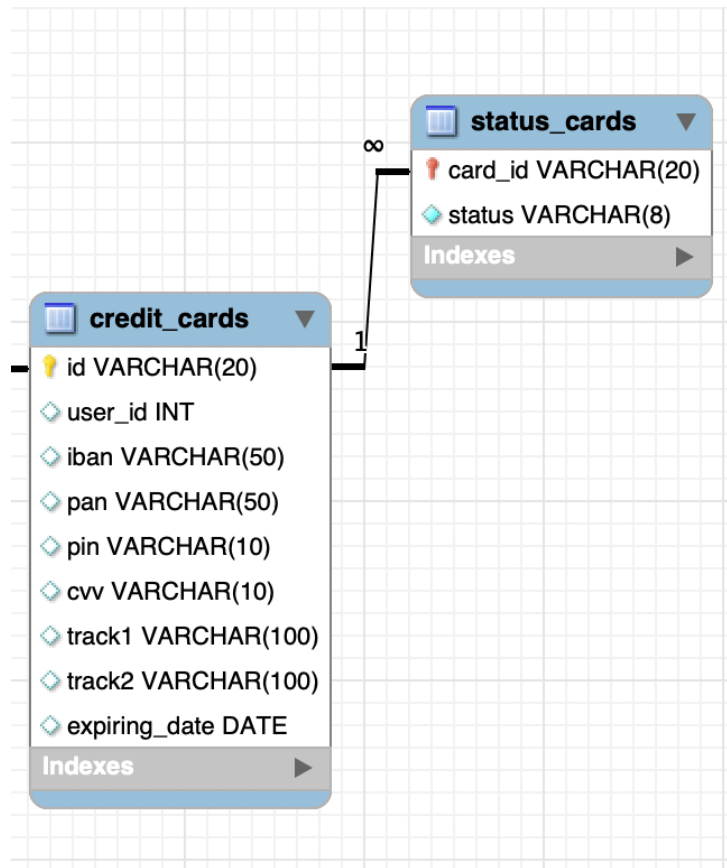 status_cards
∞
card_id VARCHAR(20)
status VARCHAR(8)
Indexes
credit_cards
1
id VARCHAR(20)
user_id INT
iban VARCHAR(50)
pan VARCHAR(50)
pin VARCHAR(10)
cvv VARCHAR(10)
track1 VARCHAR(100)
track2 VARCHAR(100)
expiring_date DATE
Indexes